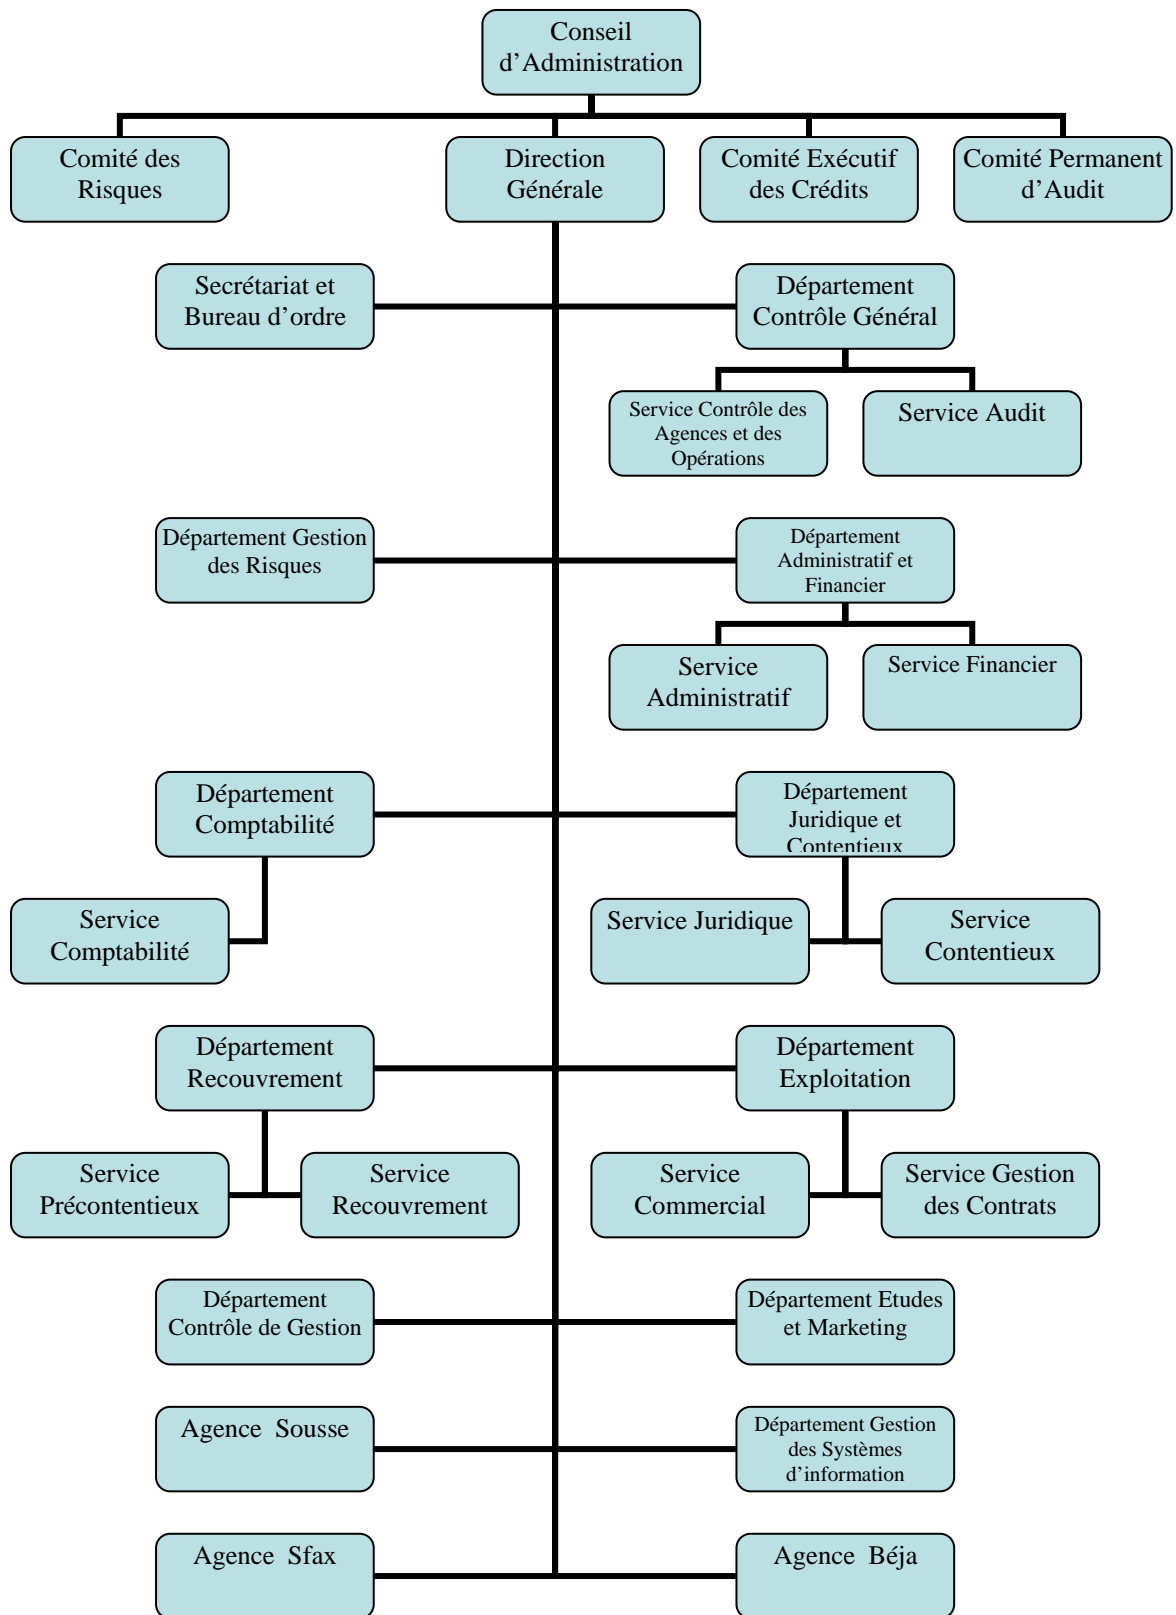 Conseil
d’Administration
Comité des
Risques
Direction
Générale
Comité Exécutif
des Crédits
Comité Permanent
d’Audit
Secrétariat et
Bureau d’ordre
Département
Contrôle Général
Service Contrôle des
Agences et des
Opérations
Service Audit
Département Gestion
des Risques
Département
Administratif et
Financier
Service
Administratif
Service Financier
Département
Comptabilité
Département
Juridique et
Contentieux
Service
Comptabilité
Service Juridique
Service
Contentieux
Département
Recouvrement
Département
Exploitation
Service
Précontentieux
Service
Recouvrement
Service
Commercial
Service Gestion
des Contrats
Département
Contrôle de Gestion
Département Etudes
et Marketing
Agence Sousse
Département Gestion
des Systèmes
d’information
Agence Sfax
Agence Béja